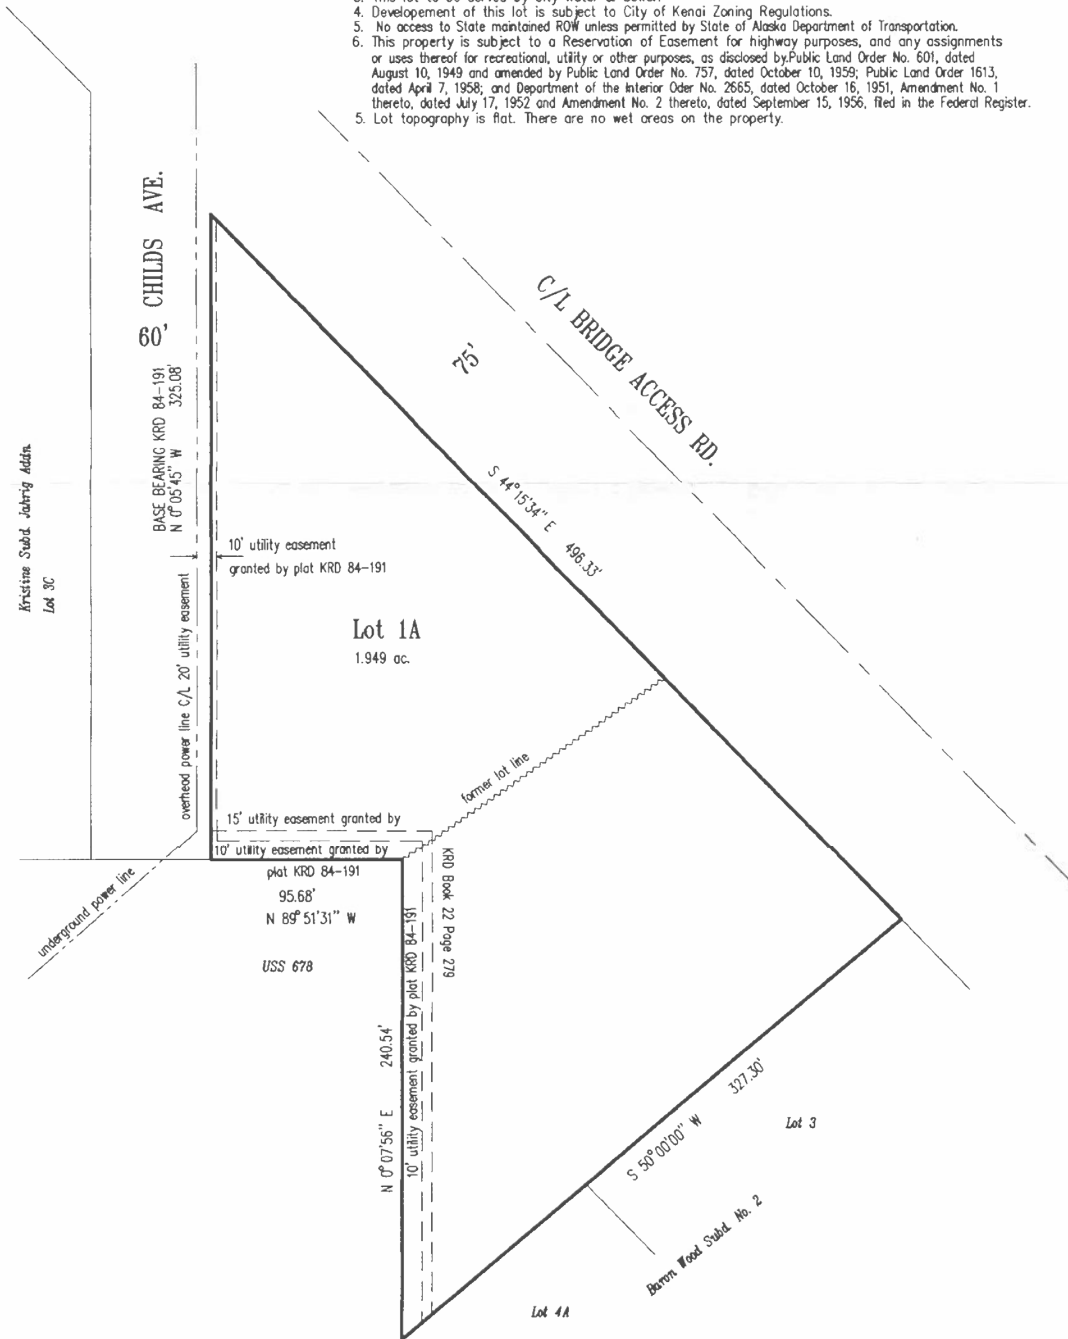 4. Developement of this lot is subject to City of Kenai Zoning Regulations.
5. No access to State maintained ROW unless permitted by State of Alaska Department of Transportation.
6. This property is subject to a Reservation of Easement for highway purposes, and any assignments
or uses thereof for recreational, utility or other purposes, as disclosed by.Public Land Order No. 601, dated
August 10, 1949 and amended by Public Land Order No. 757, dated October 10, 1959; Public Land Order 1613,
dated April 7, 1958; and Department of the Interior Oder No. 2665, dated October 16, 1951, Amendment No. 1
thereto, dated July 17, 1952 and Amendment No. 2 thereto, dated September 15, 1956, filed in the Federal Register.
5. Lot topography is flat. There are no wet areas on the property.
60' CHILDS AVE.
C/L BRIDGE ACCESS RD.
75'
BASE BEARING KRD 84-191
N 0°05'45" W 325.08'
Kristine Subd. Jahrig Addn.
Lot 3C
S 44°15'34" E 496.33'
10' utility easement
granted by plat KRD 84-191
Lot 1A
1.949 ac.
overhead power line C/L 20' utility easement
former lot line
15' utility easement granted by
10' utility easement granted by
plat KRD 84-191
95.68'
N 89°51'31" W
KRD Book 22 Page 279
underground power line
USS 678
10' utility easement granted by plat KRD 84-191
N 0°07'56" E 240.54'
S 50°00'00" W 327.30'
Lot 3
Baron Wood Subd. No. 2
Lot 4A